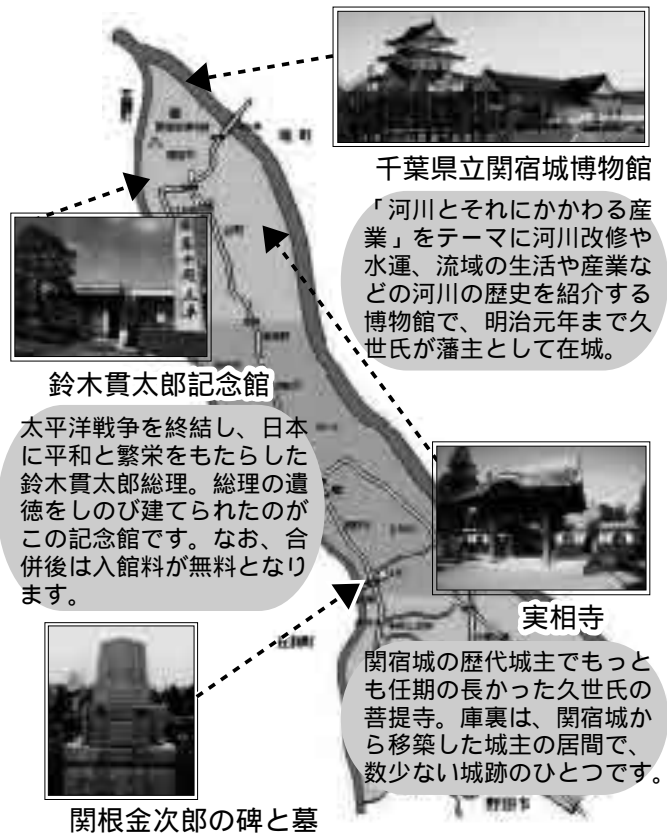 千葉県立関宿城博物館
「河川とそれにかかわる産
業」をテーマに河川改修や
水運、流域の生活や産業な
どの河川の歴史を紹介する
博物館で、明治元年まで久
世氏が藩主として在城。
鈴木貫太郎記念館
太平洋戦争を終結し、日本
に平和と繁栄をもたらした
鈴木貫太郎総理。総理の遺
徳をしのび建てられたのが
この記念館です。なお、合
併後は入館料が無料となり
ます。
実相寺
関宿城の歴代城主でもっと
も任期の長かった久世氏の
菩提寺。庫裏は、関宿城か
ら移築した城主の居間で、
数少ない城跡のひとつです。
野田市
関根金次郎の碑と墓